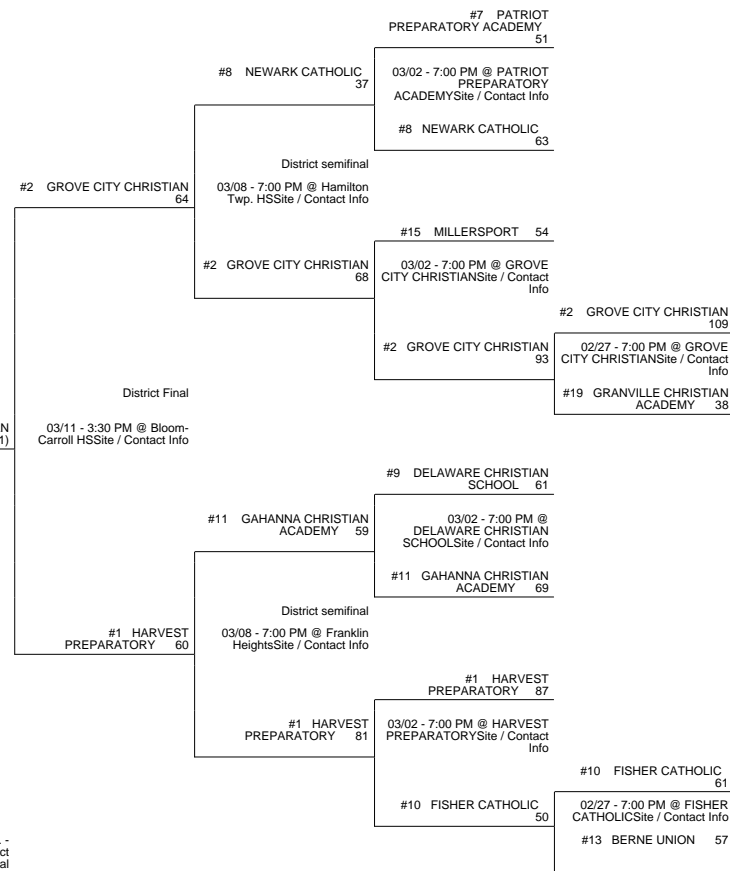 #7 PATRIOT
PREPARATORY ACADEMY
51
#8 NEWARK CATHOLIC
37
03/02 - 7:00 PM @ PATRIOT
PREPARATORY
ACADEMYSite / Contact Info
#8 NEWARK CATHOLIC
63
District semifinal
#2 GROVE CITY CHRISTIAN
64
03/08 - 7:00 PM @ Hamilton
Twp. HSSite / Contact Info
#15 MILLERSPORT 54
#2 GROVE CITY CHRISTIAN
68
03/02 - 7:00 PM @ GROVE
CITY CHRISTIANSite / Contact
Info
#2 GROVE CITY CHRISTIAN
109
#2 GROVE CITY CHRISTIAN
93
02/27 - 7:00 PM @ GROVE
CITY CHRISTIANSite / Contact
Info
#19 GRANVILLE CHRISTIAN
ACADEMY 38
District Final
03/11 - 3:30 PM @ Bloom-
Carroll HSSite / Contact Info
N
1)
#9 DELAWARE CHRISTIAN
SCHOOL 61
#11 GAHANNA CHRISTIAN
ACADEMY 59
03/02 - 7:00 PM @
DELAWARE CHRISTIAN
SCHOOLSite / Contact Info
#11 GAHANNA CHRISTIAN
ACADEMY 69
District semifinal
#1 HARVEST
PREPARATORY 60
03/08 - 7:00 PM @ Franklin
HeightsSite / Contact Info
#1 HARVEST
PREPARATORY 87
#1 HARVEST
PREPARATORY 81
03/02 - 7:00 PM @ HARVEST
PREPARATORYSite / Contact
Info
#10 FISHER CATHOLIC
61
#10 FISHER CATHOLIC
50
02/27 - 7:00 PM @ FISHER
CATHOLICSite / Contact Info
#13 BERNE UNION 57
-
ct
al